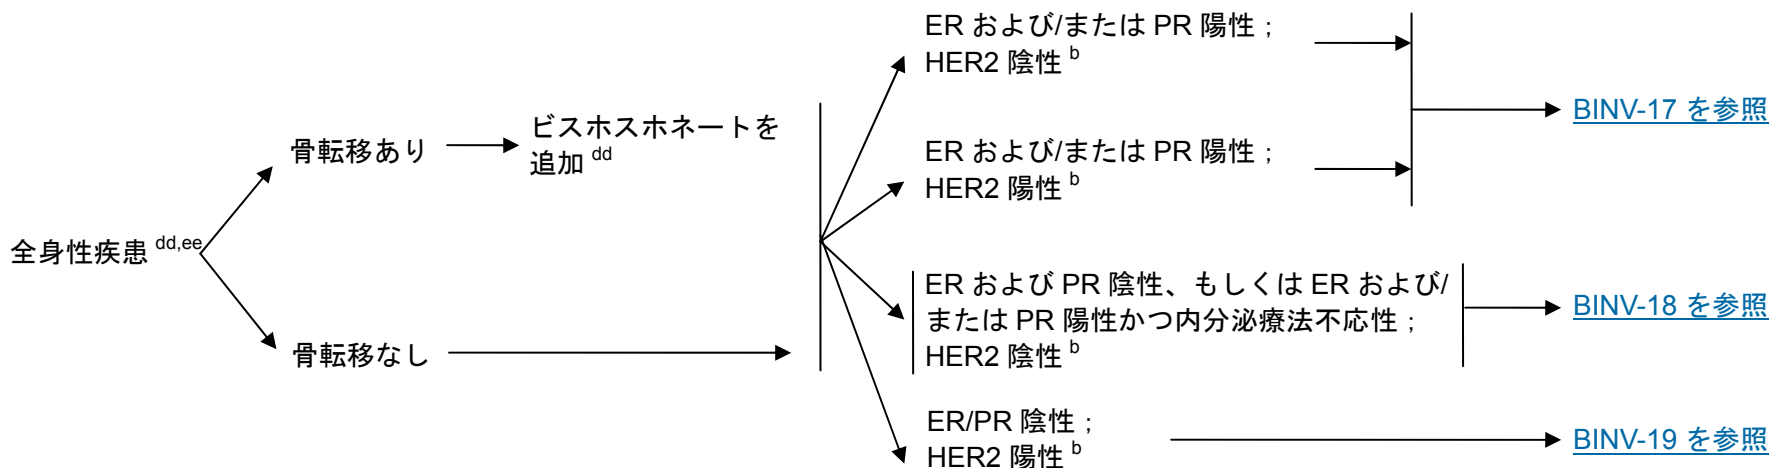 全身性疾患 dd,ee
骨転移あり
ビスホスホネートを
追加 dd
骨転移なし
ER および/または PR 陽性；
HER2 陰性 b
ER および/または PR 陽性；
HER2 陽性 b
BINV-17 を参照
ER および PR 陰性、もしくは ER および/
または PR 陽性かつ内分泌療法不応性；
HER2 陰性 b
BINV-18 を参照
ER/PR 陰性；
HER2 陽性 b
BINV-19 を参照